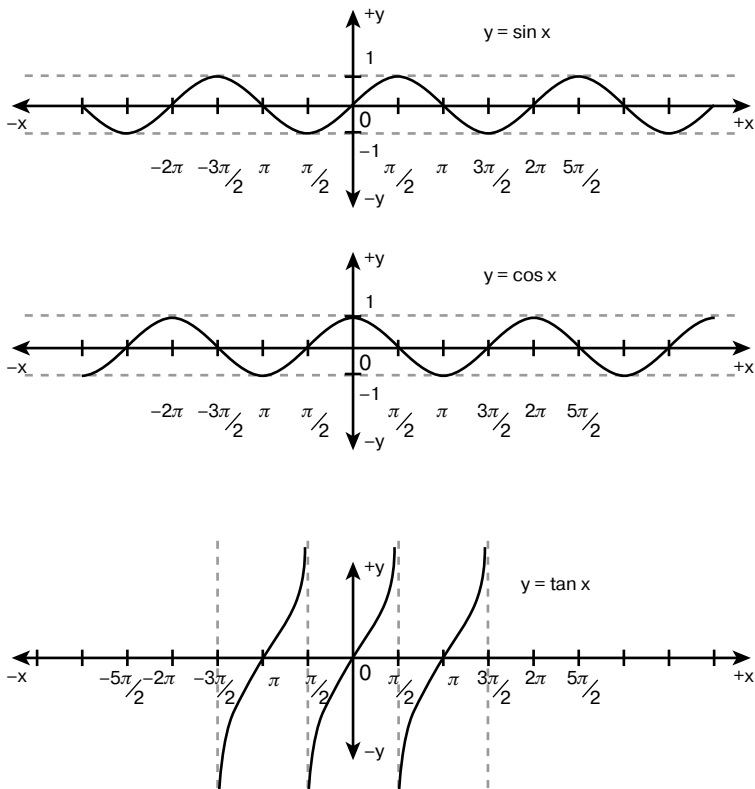 +y
y = sin x
1
−x 0 +x
−1
−2π −3π/2 π π/2 π/2 π 3π/2 2π 5π/2
−y
+y
y = cos x
1
−x 0 +x
−1
−2π −3π/2 π π/2 π/2 π 3π/2 2π 5π/2
−y
+y
y = tan x
−x −5π/2 −2π −3π/2 π π/2 0 π/2 π 3π/2 2π 5π/2 +x
−y